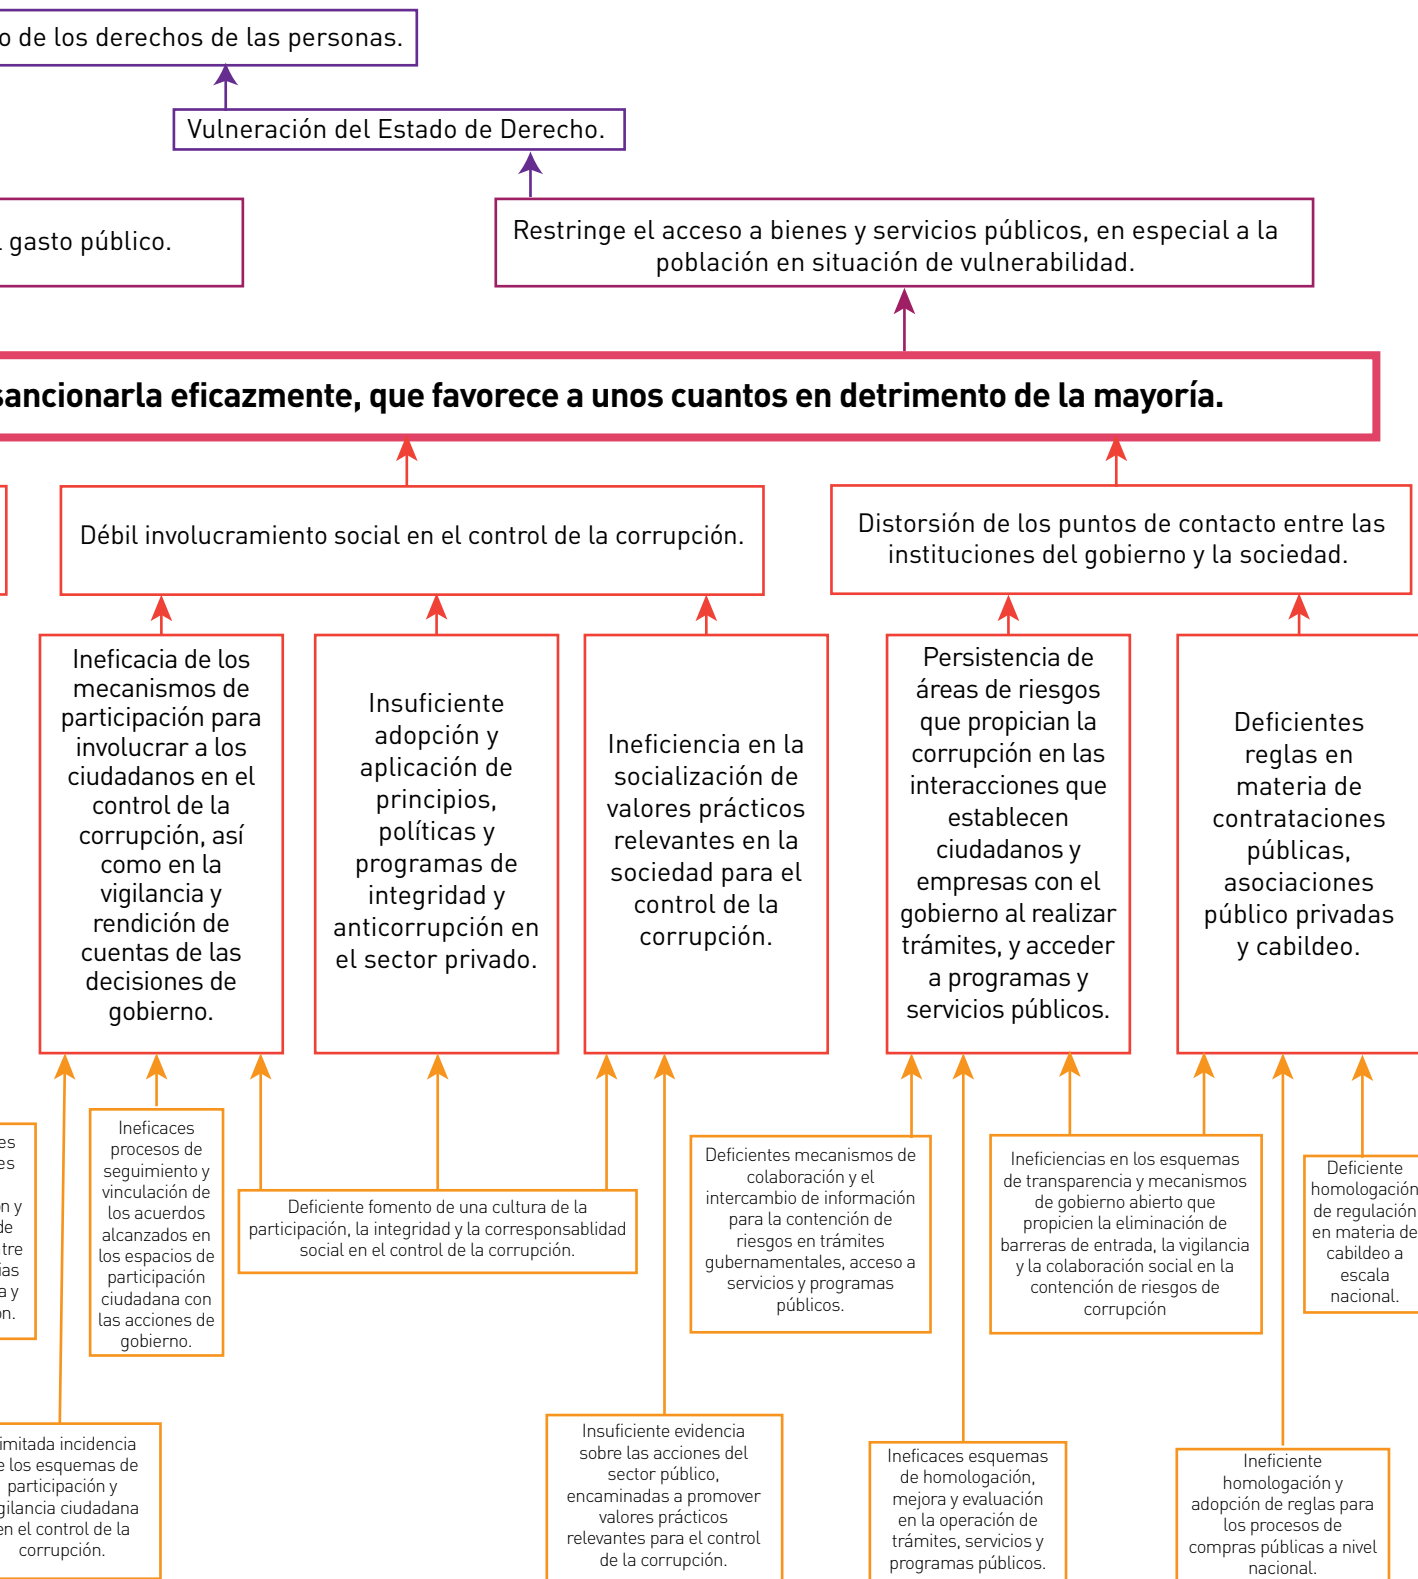 o de los derechos de las personas.
Vulneración del Estado de Derecho.
gasto público.
Restringe el acceso a bienes y servicios públicos, en especial a la
población en situación de vulnerabilidad.
sancionarla eficazmente, que favorece a unos cuantos en detrimento de la mayoría.
Débil involucramiento social en el control de la corrupción.
Distorsión de los puntos de contacto entre las
instituciones del gobierno y la sociedad.
Ineficacia de los
mecanismos de
participación para
involucrar a los
ciudadanos en el
control de la
corrupción, así
como en la
vigilancia y
rendición de
cuentas de las
decisiones de
gobierno.
Insuficiente
adopción y
aplicación de
principios,
políticas y
programas de
integridad y
anticorrupción en
el sector privado.
Ineficiencia en la
socialización de
valores prácticos
relevantes en la
sociedad para el
control de la
corrupción.
Persistencia de
áreas de riesgos
que propician la
corrupción en las
interacciones que
establecen
ciudadanos y
empresas con el
gobierno al realizar
trámites, y acceder
a programas y
servicios públicos.
Deficientes
reglas en
materia de
contrataciones
públicas,
asociaciones
público privadas
y cabildeo.
es
es
n y
de
tre
ias
a y
ón.
Ineficaces
procesos de
seguimiento y
vinculación de
los acuerdos
alcanzados en
los espacios de
participación
ciudadana con
las acciones de
gobierno.
Deficiente fomento de una cultura de la
participación, la integridad y la corresponsablidad
social en el control de la corrupción.
Deficientes mecanismos de
colaboración y el
intercambio de información
para la contención de
riesgos en trámites
gubernamentales, acceso a
servicios y programas
públicos.
Ineficiencias en los esquemas
de transparencia y mecanismos
de gobierno abierto que
propicien la eliminación de
barreras de entrada, la vigilancia
y la colaboración social en la
contención de riesgos de
corrupción
Deficiente
homologación
de regulación
en materia de
cabildeo a
escala
nacional.
imitada incidencia
e los esquemas de
participación y
gilancia ciudadana
en el control de la
corrupción.
Insuficiente evidencia
sobre las acciones del
sector público,
encaminadas a promover
valores prácticos
relevantes para el control
de la corrupción.
Ineficaces esquemas
de homologación,
mejora y evaluación
en la operación de
trámites, servicios y
programas públicos.
Ineficiente
homologación y
adopción de reglas para
los procesos de
compras públicas a nivel
nacional.